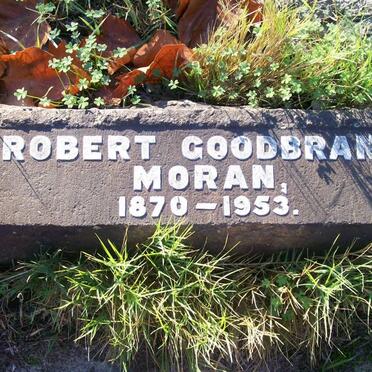 ROBERT GOODBRAN
MORAN,
1870 – 1953.